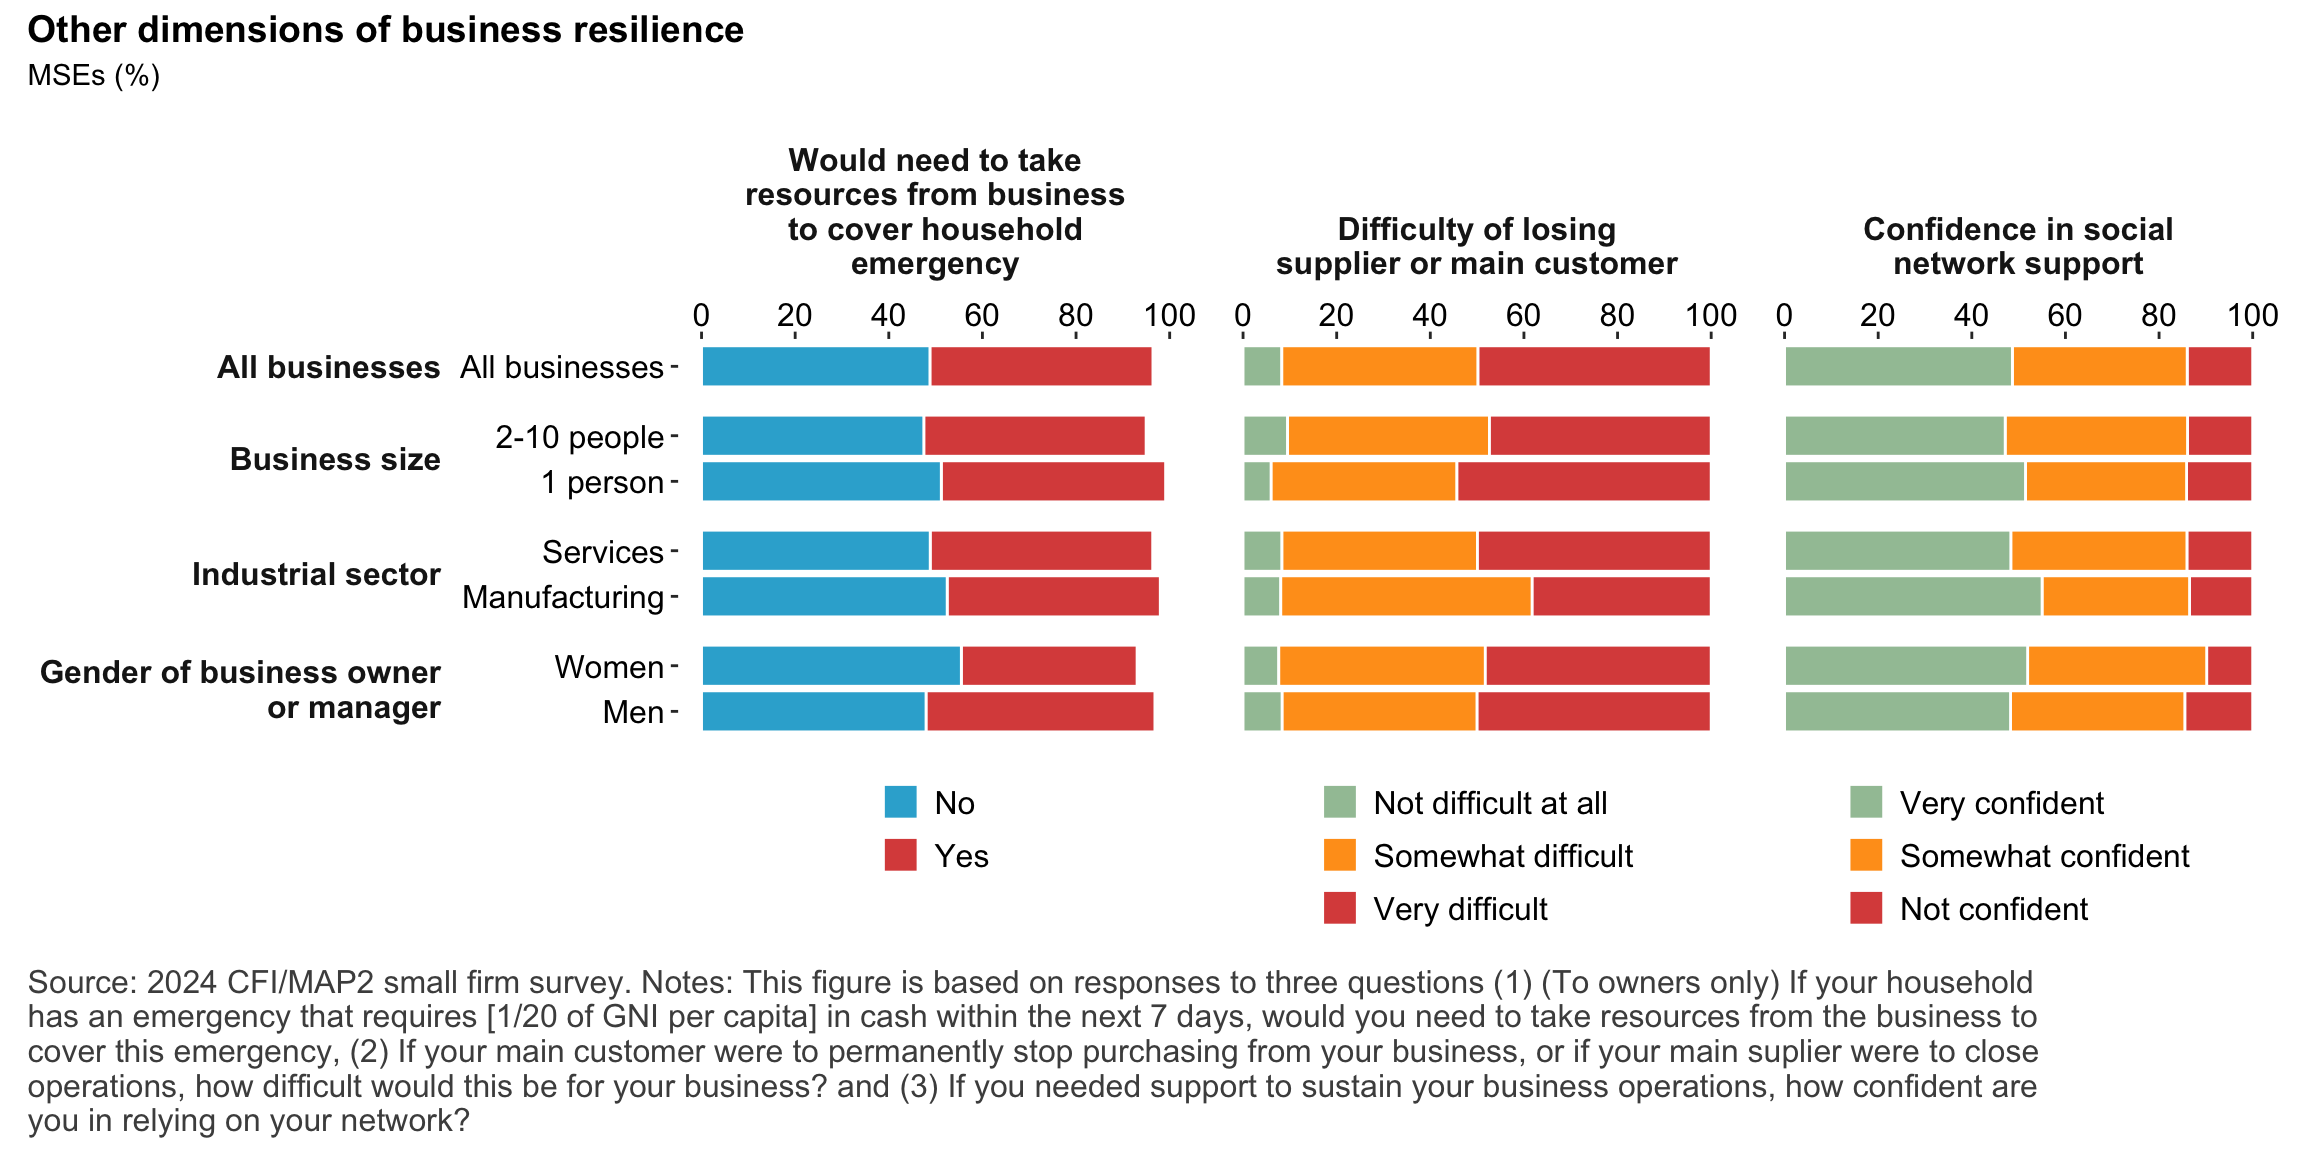 Other dimensions of business resilience
MSEs (%)
Would need to take
resources from business
to cover household
emergency
Difficulty of losing
supplier or main customer
Confidence in social
network support
0 20 40 60 80 100
0 20 40 60 80 100
0 20 40 60 80 100
All businesses
All businesses
Business size
2-10 people
1 person
Industrial sector
Services
Manufacturing
Gender of business owner
or manager
Women
Men
No
Yes
Not difficult at all
Somewhat difficult
Very difficult
Very confident
Somewhat confident
Not confident
Source: 2024 CFI/MAP2 small firm survey. Notes: This figure is based on responses to three questions (1) (To owners only) If your household
has an emergency that requires [1/20 of GNI per capita] in cash within the next 7 days, would you need to take resources from the business to
cover this emergency, (2) If your main customer were to permanently stop purchasing from your business, or if your main suplier were to close
operations, how difficult would this be for your business? and (3) If you needed support to sustain your business operations, how confident are
you in relying on your network?